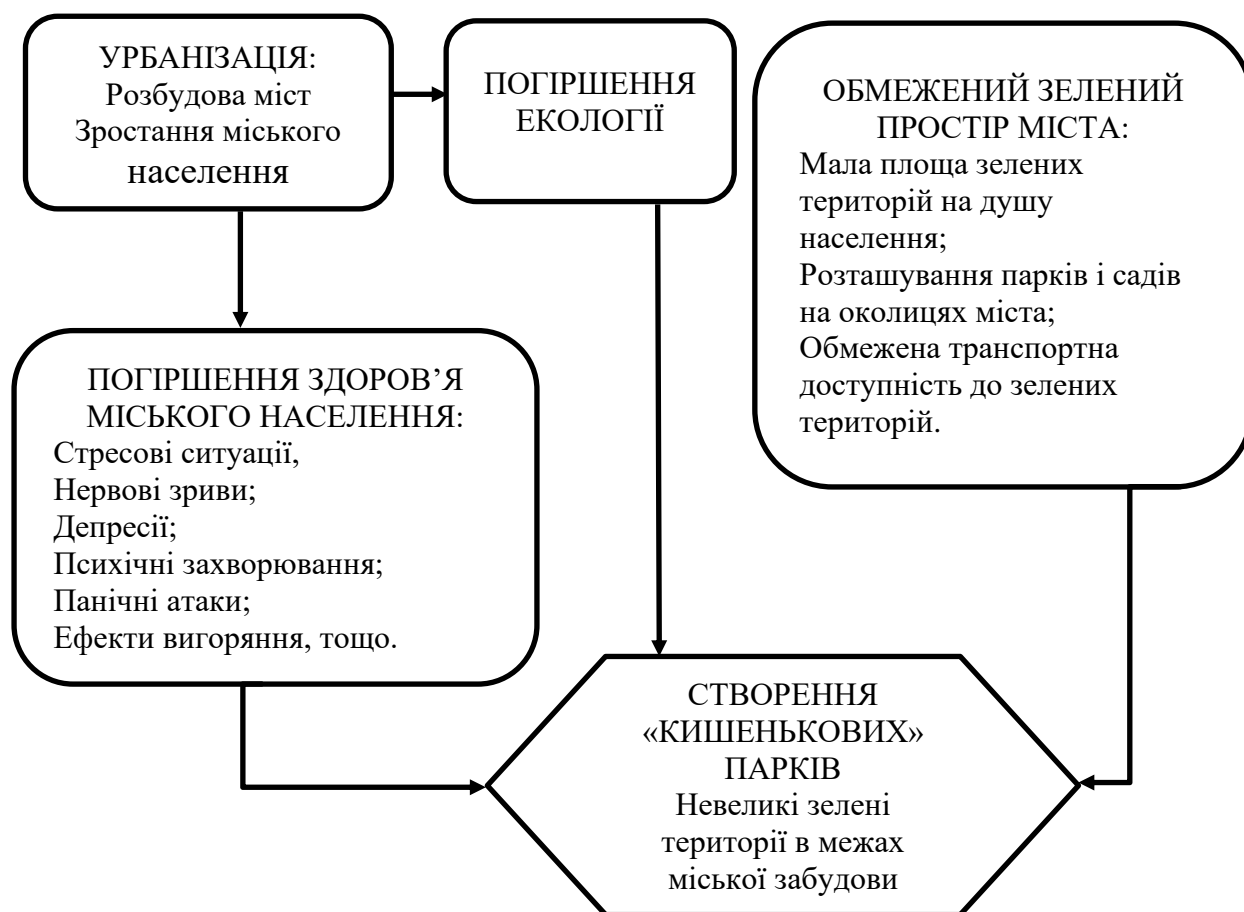 УРБАНІЗАЦІЯ:
Розбудова міст
Зростання міського
населення
ПОГІРШЕННЯ
ЕКОЛОГІЇ
ОБМЕЖЕНИЙ ЗЕЛЕНИЙ
ПРОСТІР МІСТА:
Мала площа зелених
територій на душу
населення;
Розташування парків і садів
на околицях міста;
Обмежена транспортна
доступність до зелених
територій.
ПОГІРШЕННЯ ЗДОРОВ’Я
МІСЬКОГО НАСЕЛЕННЯ:
Стресові ситуації,
Нервові зриви;
Депресії;
Психічні захворювання;
Панічні атаки;
Ефекти вигоряння, тощо.
СТВОРЕННЯ
«КИШЕНЬКОВИХ»
ПАРКІВ
Невеликі зелені
території в межах
міської забудови